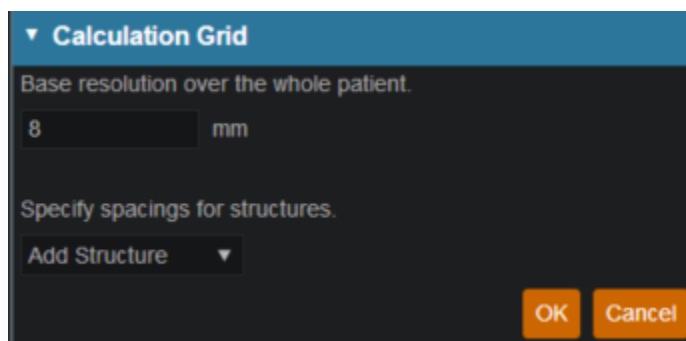 Calculation Grid
Base resolution over the whole patient.
8 mm
Specify spacings for structures.
Add Structure
OK Cancel